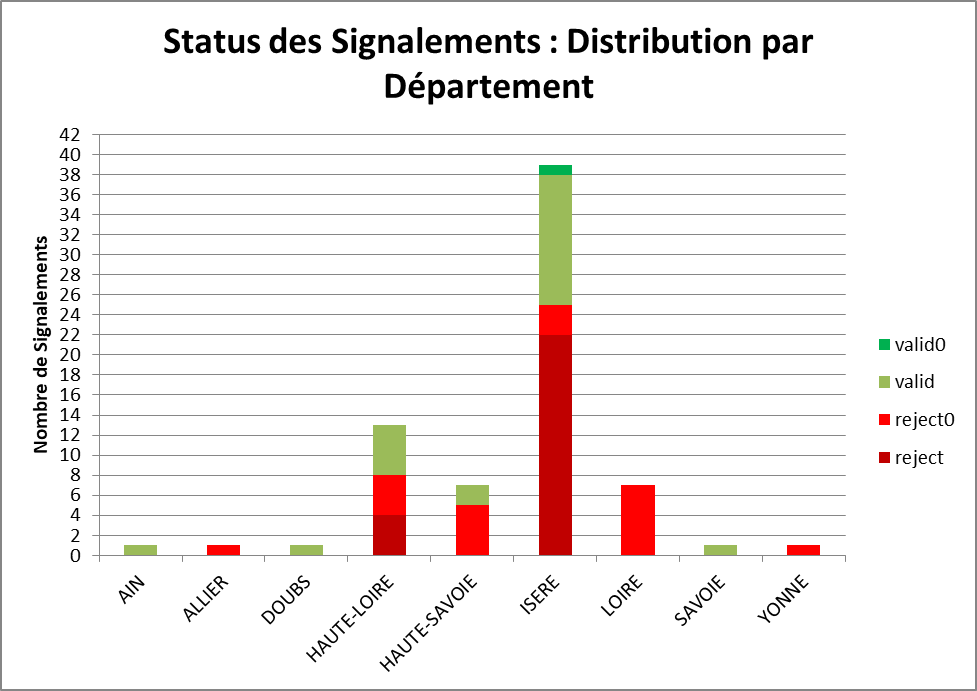 Status des Signalements : Distribution par
Département
Nombre de Signalements
42
40
38
36
34
32
30
28
26
24
22
20
18
16
14
12
10
8
6
4
2
0
AIN
ALLIER
DOUBS
HAUTE-LOIRE
HAUTE-SAVOIE
ISERE
LOIRE
SAVOIE
YONNE
valid0
valid
reject0
reject